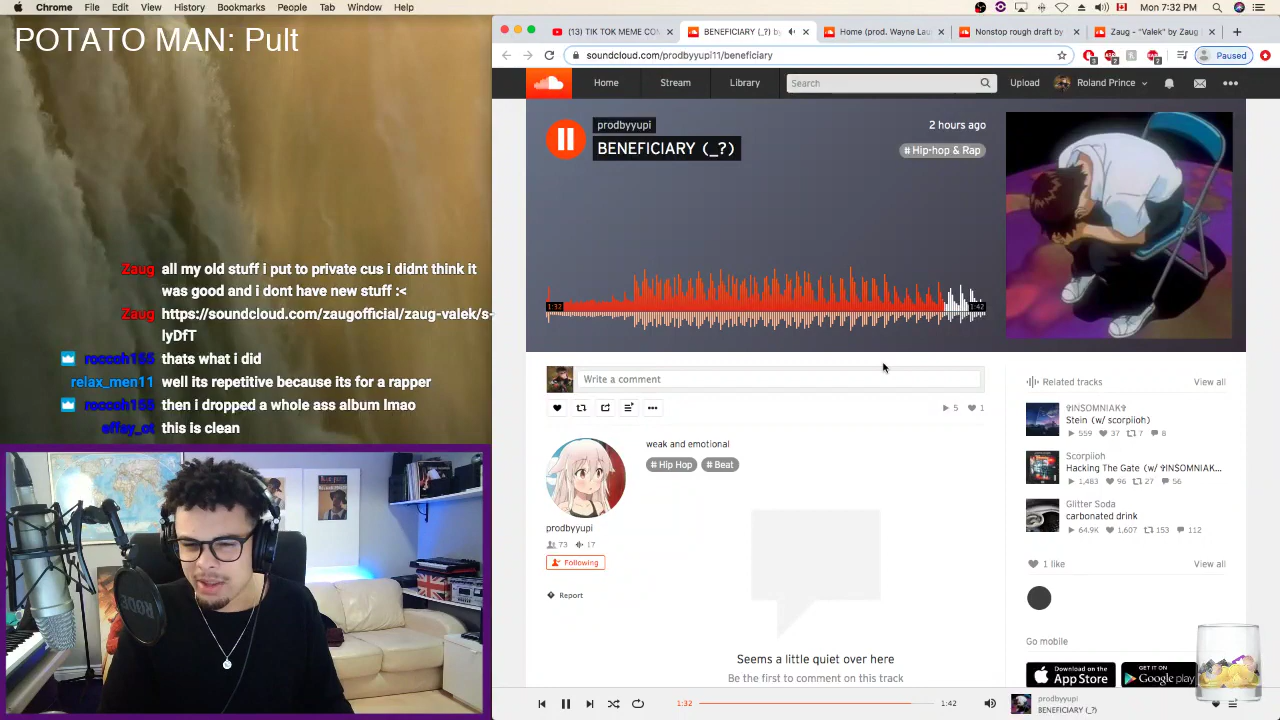 Chrome File Edit View History Bookmarks People Tab Window Help
Mon 7:32 PM
POTATO MAN: Pult
(13) TIK TOK MEME COM
BENEFICIARY (_?) b
Home (prod. Wayne Lau
Nonstop rough draft by
Zaug - "Valek" by Zaug
soundcloud.com/prodbyyupi11/beneficiary
Paused
Home Stream Library Search Upload Roland Prince
prodbyyupi
BENEFICIARY (_?)
2 hours ago
# Hip-hop & Rap
1:32
1:42
Zaug all my old stuff i put to private cus i didnt think it
was good and i dont have new stuff :<
Zaug https://soundcloud.com/zaugofficial/zaug-valek/s-
lyDfT
roccoh155 thats what i did
relax_men11 well its repetitive because its for a rapper
roccoh155 then i dropped a whole ass album lmao
this is clean
RODE
Write a comment
5 1
weak and emotional
# Hip Hop # Beat
prodbyyupi
73 17
Following
Report
Seems a little quiet over here
Be the first to comment on this track
Related tracks View all
✞INSOMNIAK✞
Stein (w/ scorpiioh)
559 37 7 8
Scorpiioh
Hacking The Gate (w/ ✞INSOMNIAK...
1,483 96 27 56
Glitter Soda
carbonated drink
64.9K 1,607 153 112
1 like View all
Go mobile
Download on the
App Store
GET IT ON
Google play
1:32
1:42
prodbyyupi
BENEFICIARY (_?)